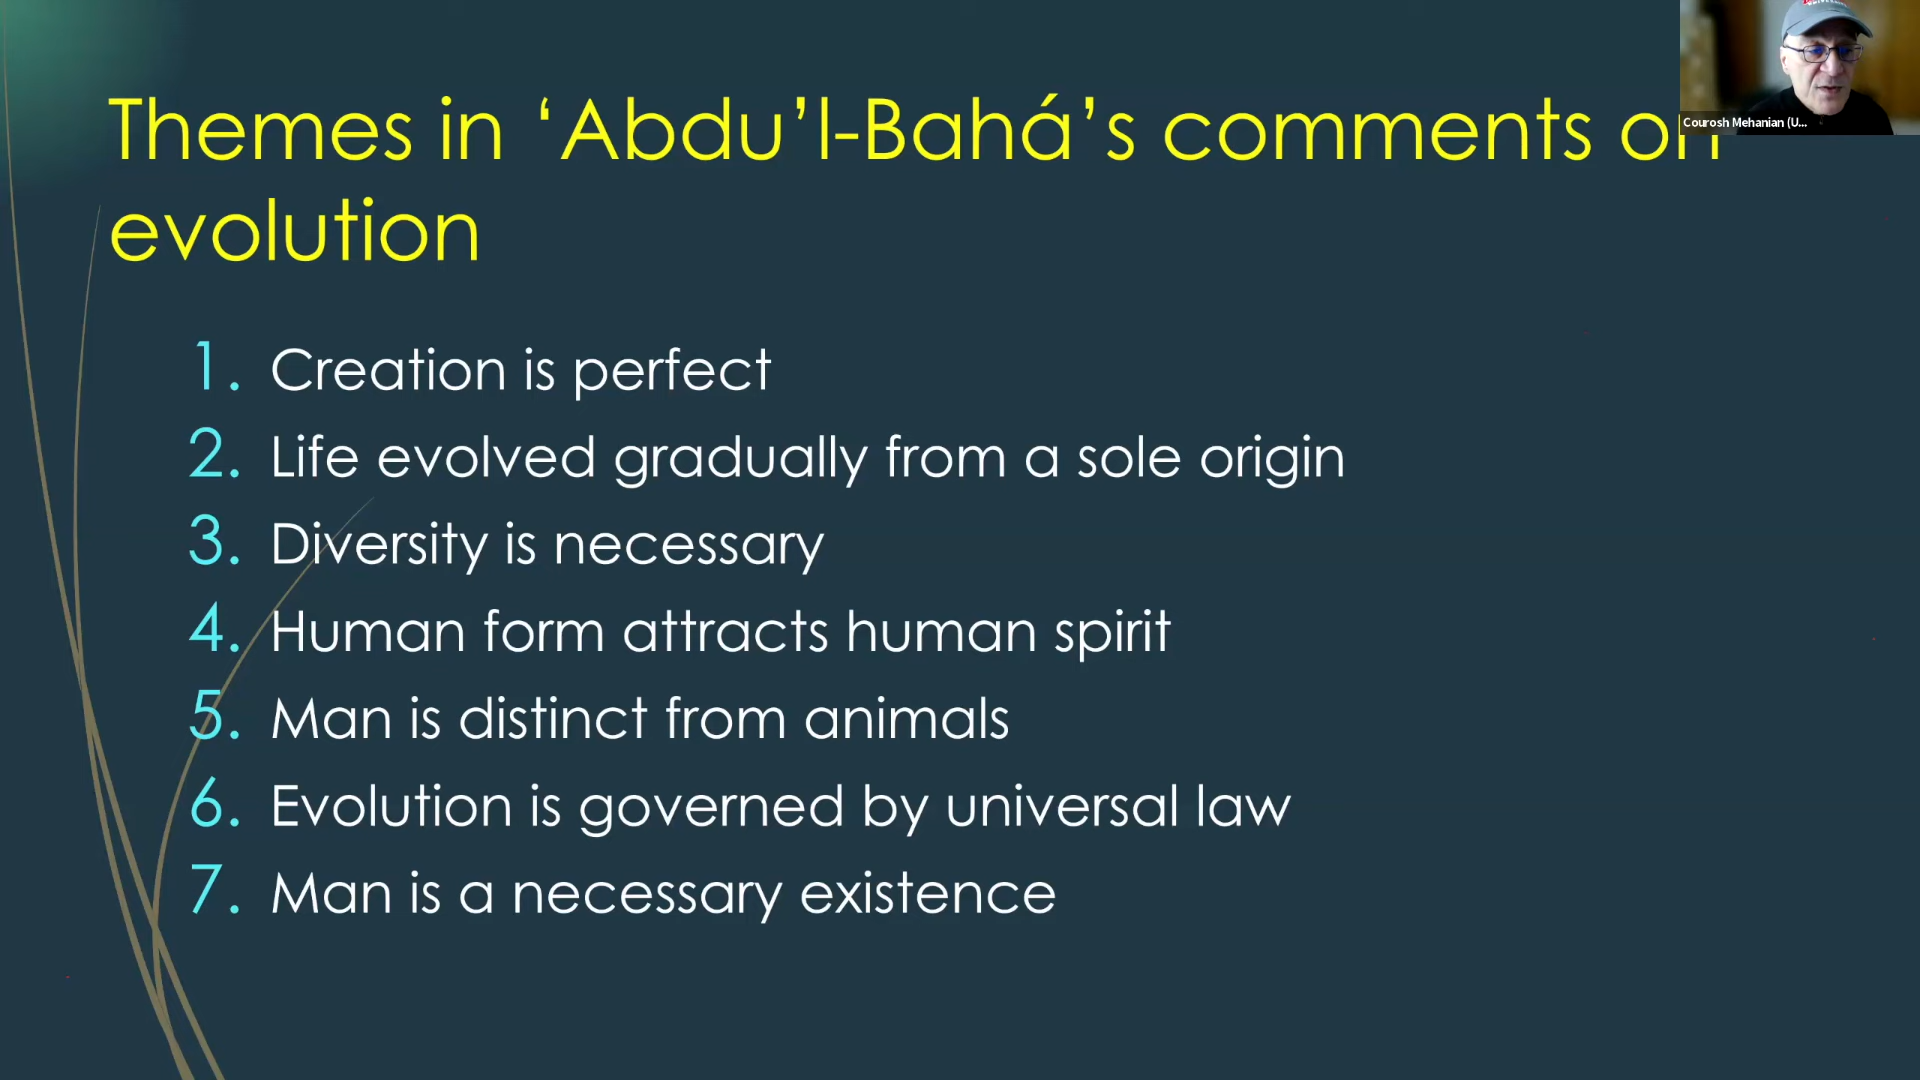 Themes in ‘Abdu’l-Bahá’s comments on
evolution
1. Creation is perfect
2. Life evolved gradually from a sole origin
3. Diversity is necessary
4. Human form attracts human spirit
5. Man is distinct from animals
6. Evolution is governed by universal law
7. Man is a necessary existence
Courosh Mehanian (U...